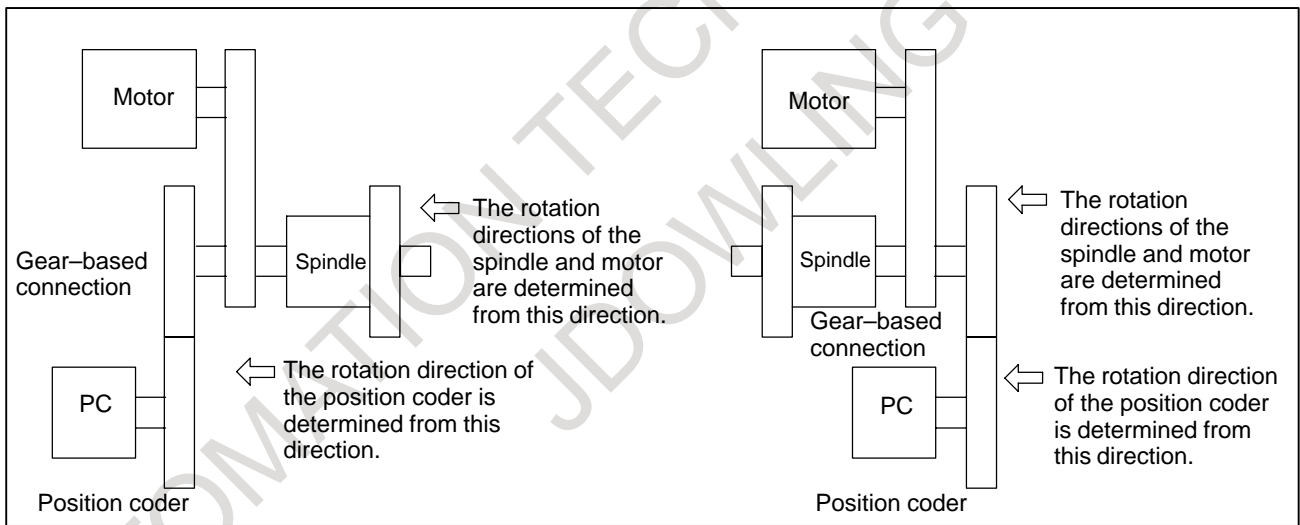 Motor
Gear–based
connection
Spindle
The rotation
directions of the
spindle and motor
are determined
from this direction.
PC
The rotation direction of
the position coder is
determined from this
direction.
Position coder
Motor
Spindle
Gear–based
connection
The rotation
directions of the
spindle and motor
are determined
from this direction.
PC
The rotation direction
of the position coder
is determined from
this direction.
Position coder
JDOWLING